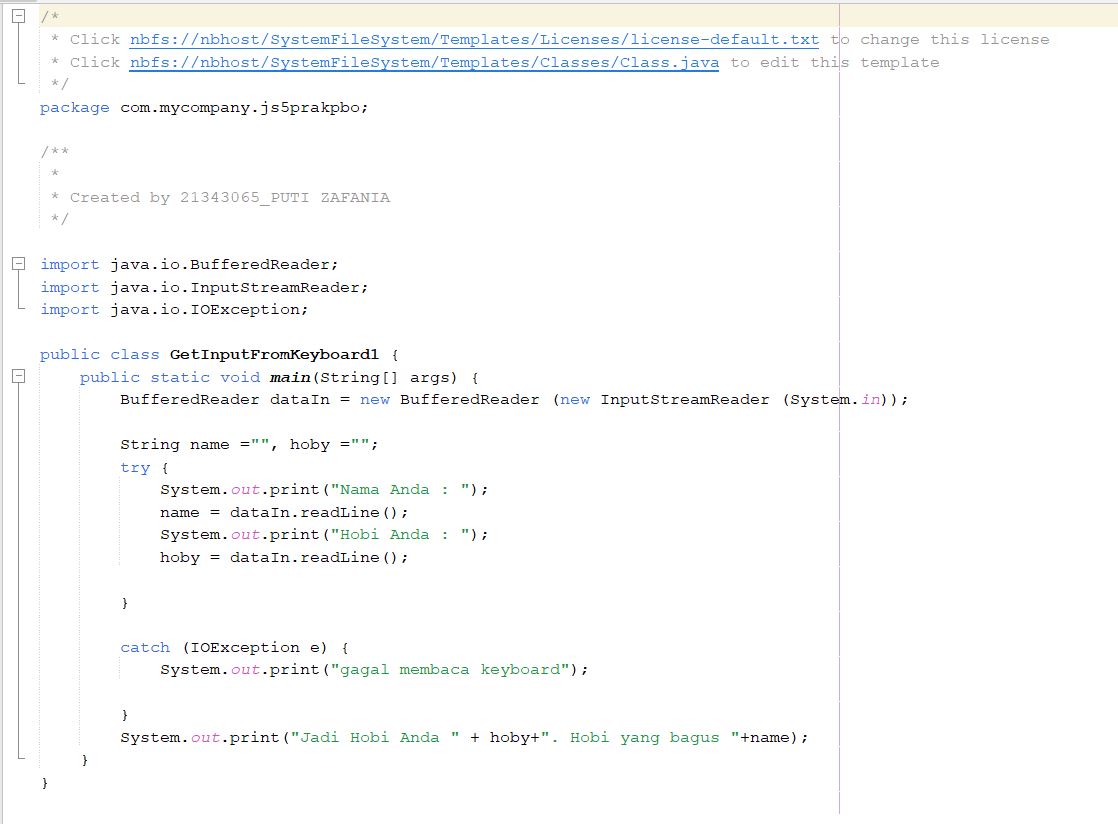 /*
 * Click nbfs://nbhost/SystemFileSystem/Templates/Licenses/license-default.txt to change this license
 * Click nbfs://nbhost/SystemFileSystem/Templates/Classes/Class.java to edit this template
 */
package com.mycompany.js5prakpbo;

/**
 *
 * Created by 21343065_PUTI ZAFANIA
 */

import java.io.BufferedReader;
import java.io.InputStreamReader;
import java.io.IOException;

public class GetInputFromKeyboard1 {
    public static void main(String[] args) {
        BufferedReader dataIn = new BufferedReader (new InputStreamReader (System.in));

        String name ="", hoby ="";
        try {
            System.out.print("Nama Anda : ");
            name = dataIn.readLine();
            System.out.print("Hobi Anda : ");
            hoby = dataIn.readLine();

        }

        catch (IOException e) {
            System.out.print("gagal membaca keyboard");

        }
        System.out.print("Jadi Hobi Anda " + hoby+". Hobi yang bagus "+name);
    }
}